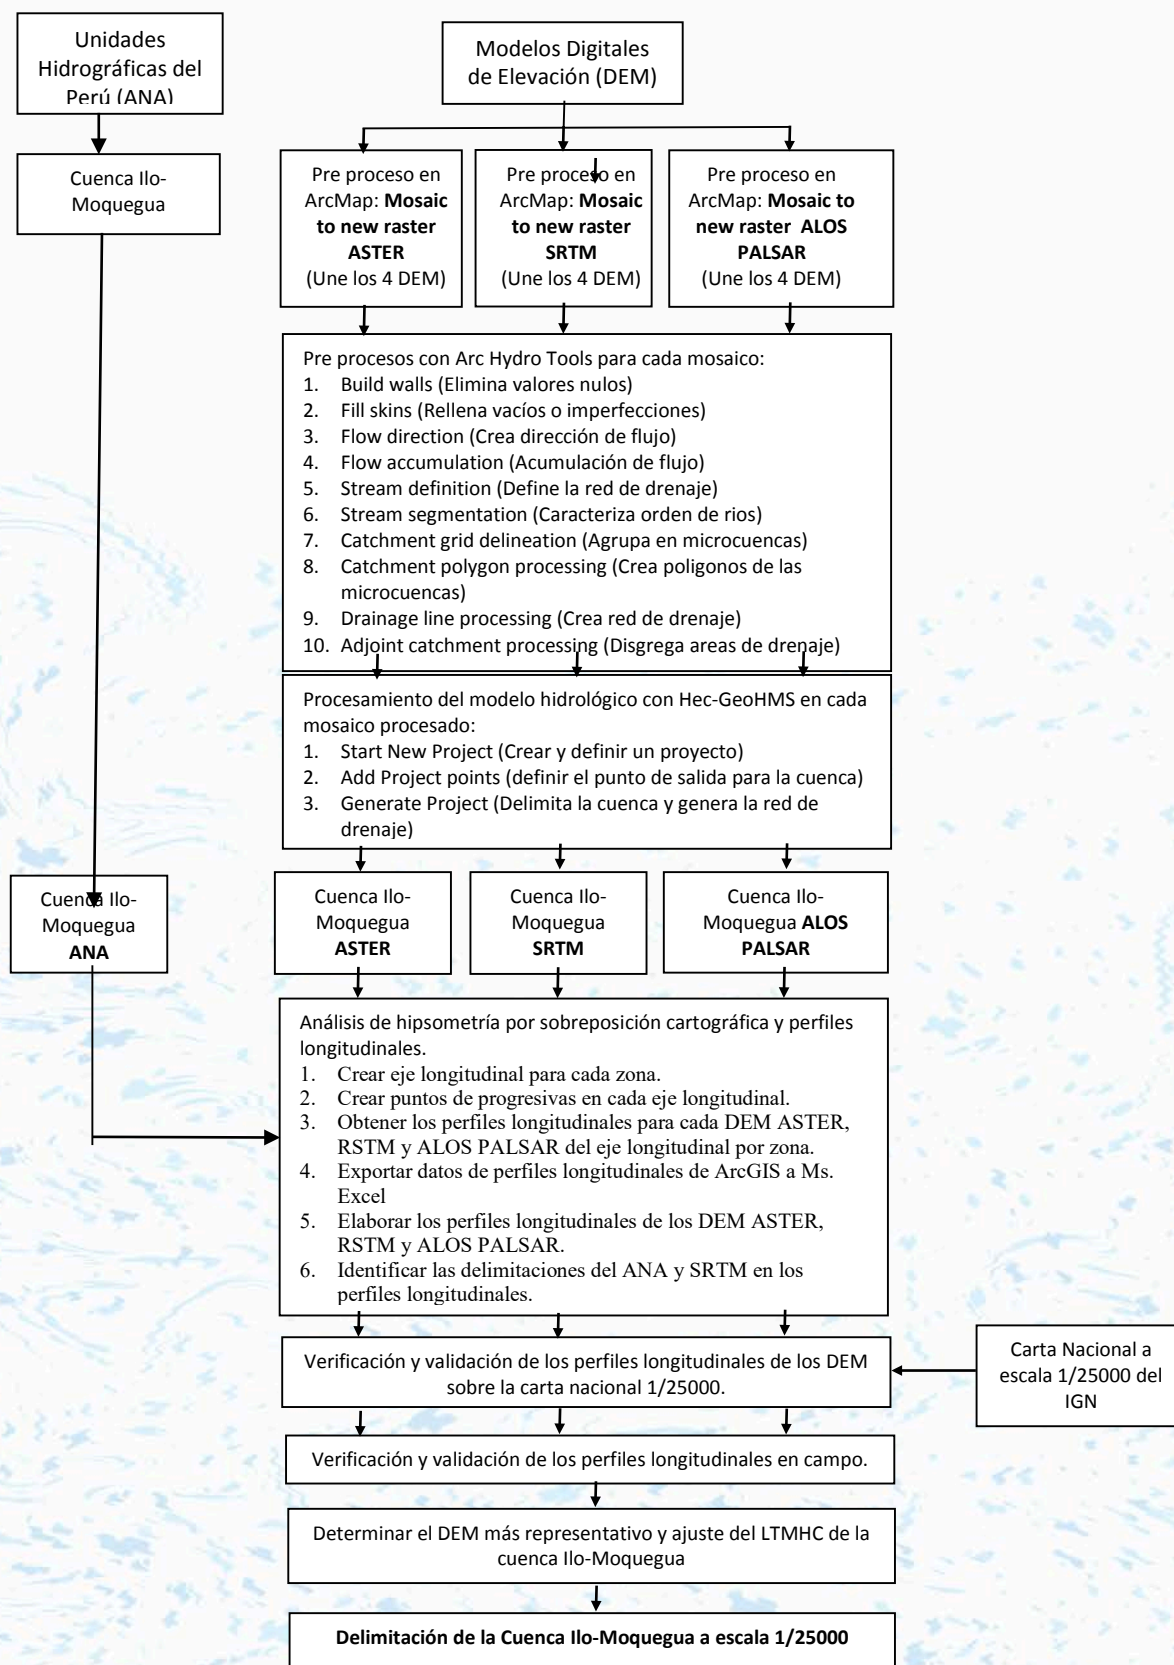 Unidades
Hidrográficas del
Perú (ANA)
Modelos Digitales
de Elevación (DEM)
Cuenca Ilo-
Moquegua
Pre proceso en
ArcMap: Mosaic
to new raster
ASTER
(Une los 4 DEM)
Pre proceso en
ArcMap: Mosaic
to new raster
SRTM
(Une los 4 DEM)
Pre proceso en
ArcMap: Mosaic to
new raster ALOS
PALSAR
(Une los 4 DEM)
Pre procesos con Arc Hydro Tools para cada mosaico:
1. Build walls (Elimina valores nulos)
2. Fill skins (Rellena vacíos o imperfecciones)
3. Flow direction (Crea dirección de flujo)
4. Flow accumulation (Acumulación de flujo)
5. Stream definition (Define la red de drenaje)
6. Stream segmentation (Caracteriza orden de rios)
7. Catchment grid delineation (Agrupa en microcuencas)
8. Catchment polygon processing (Crea poligonos de las
microcuencas)
9. Drainage line processing (Crea red de drenaje)
10. Adjoint catchment processing (Disgrega areas de drenaje)
Procesamiento del modelo hidrológico con Hec-GeoHMS en cada
mosaico procesado:
1. Start New Project (Crear y definir un proyecto)
2. Add Project points (definir el punto de salida para la cuenca)
3. Generate Project (Delimita la cuenca y genera la red de
drenaje)
Cuenca Ilo-
Moquegua
ANA
Cuenca Ilo-
Moquegua
ASTER
Cuenca Ilo-
Moquegua
SRTM
Cuenca Ilo-
Moquegua ALOS
PALSAR
Análisis de hipsometría por sobreposición cartográfica y perfiles
longitudinales.
1. Crear eje longitudinal para cada zona.
2. Crear puntos de progresivas en cada eje longitudinal.
3. Obtener los perfiles longitudinales para cada DEM ASTER,
RSTM y ALOS PALSAR del eje longitudinal por zona.
4. Exportar datos de perfiles longitudinales de ArcGIS a Ms.
Excel
5. Elaborar los perfiles longitudinales de los DEM ASTER,
RSTM y ALOS PALSAR.
6. Identificar las delimitaciones del ANA y SRTM en los
perfiles longitudinales.
Verificación y validación de los perfiles longitudinales de los DEM
sobre la carta nacional 1/25000.
Carta Nacional a
escala 1/25000 del
IGN
Verificación y validación de los perfiles longitudinales en campo.
Determinar el DEM más representativo y ajuste del LTMHC de la
cuenca Ilo-Moquegua
Delimitación de la Cuenca Ilo-Moquegua a escala 1/25000